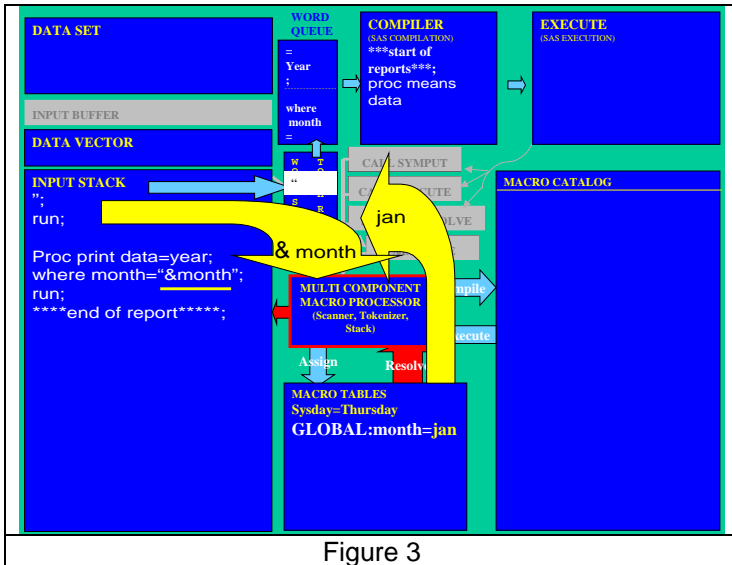 DATA SET
INPUT BUFFER
DATA VECTOR
INPUT STACK
”;
run;
Proc print data=year;
where month=“&month”;
run;
****end of report*****;
WORD
QUEUE
=
Year
;
where
month
=
“
COMPILER
(SAS COMPILATION)
***start of
reports***;
proc means
data
EXECUTE
(SAS EXECUTION)
CALL SYMPUT
jan
& month
MULTI COMPONENT
MACRO PROCESSOR
(Scanner, Tokenizer,
Stack)
Assign
MACRO TABLES
Sysday=Thursday
GLOBAL:month=jan
MACRO CATALOG
Figure 3